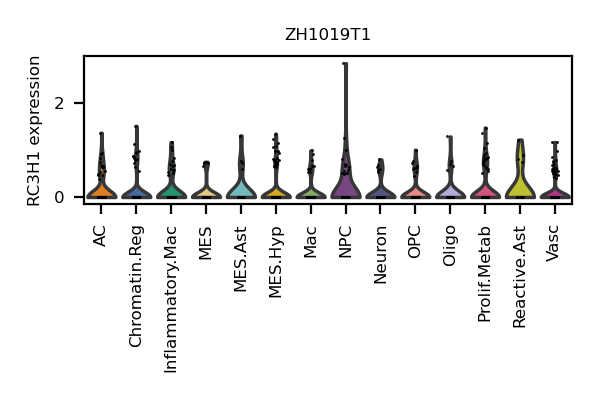 ZH1019T1
RC3H1 expression
2
0
AC
Chromatin.Reg
Inflammatory.Mac
MES
MES.Ast
MES.Hyp
Mac
NPC
Neuron
OPC
Oligo
Prolif.Metab
Reactive.Ast
Vasc